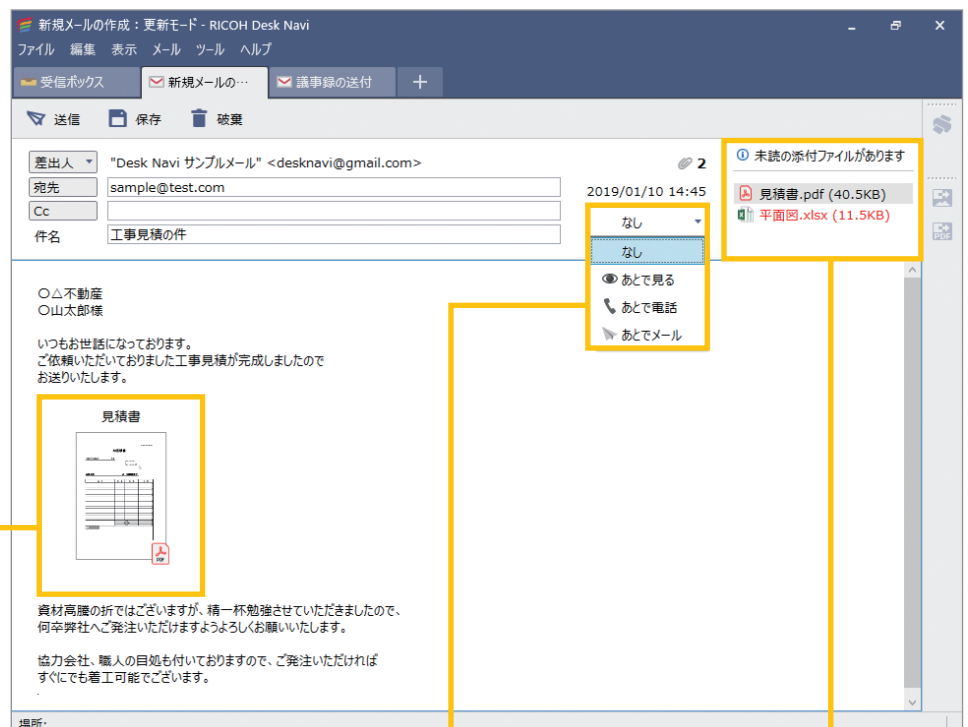 新規メールの作成：更新モード - RICOH Desk Navi
ファイル 編集 表示 メール ツール ヘルプ
受信ボックス 新規メールの… 議事録の送付
送信 保存 破棄
差出人 "Desk Navi サンプルメール" <desknavi@gmail.com>
2
宛先 sample@test.com
2019/01/10 14:45
Cc
件名 工事見積の件
なし
なし
あとで見る
あとで電話
あとでメール
未読の添付ファイルがあります
見積書.pdf (40.5KB)
平面図.xlsx (11.5KB)
PDF
〇△不動産
〇山太郎様
いつもお世話になっております。
ご依頼いただいておりました工事見積が完成しましたので
お送りいたします。
見積書
PDF
資材高騰の折ではございますが、精一杯勉強させていただきましたので、
何卒弊社へご発注いただけますようよろしくお願いいたします。
協力会社、職人の目処も付いておりますので、ご発注いただければ
すぐにでも着工可能でございます。
場所: